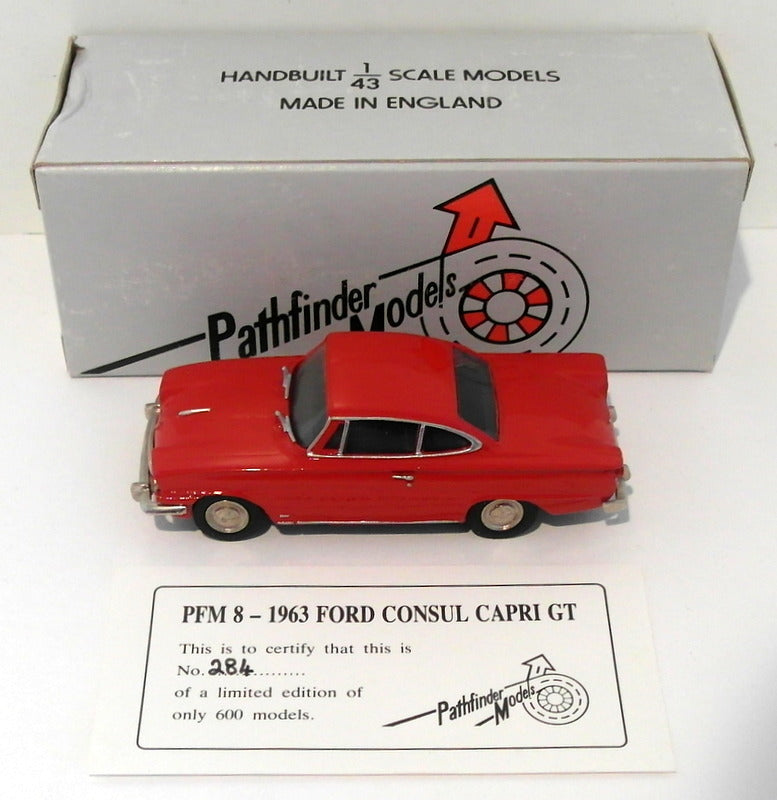 HANDBUILT 1/43 SCALE MODELS
MADE IN ENGLAND
Pathfinder
Models
PFM 8 – 1963 FORD CONSUL CAPRI GT
This is to certify that this is
No. 284..........
of a limited edition of
only 600 models.
Pathfinder
Models